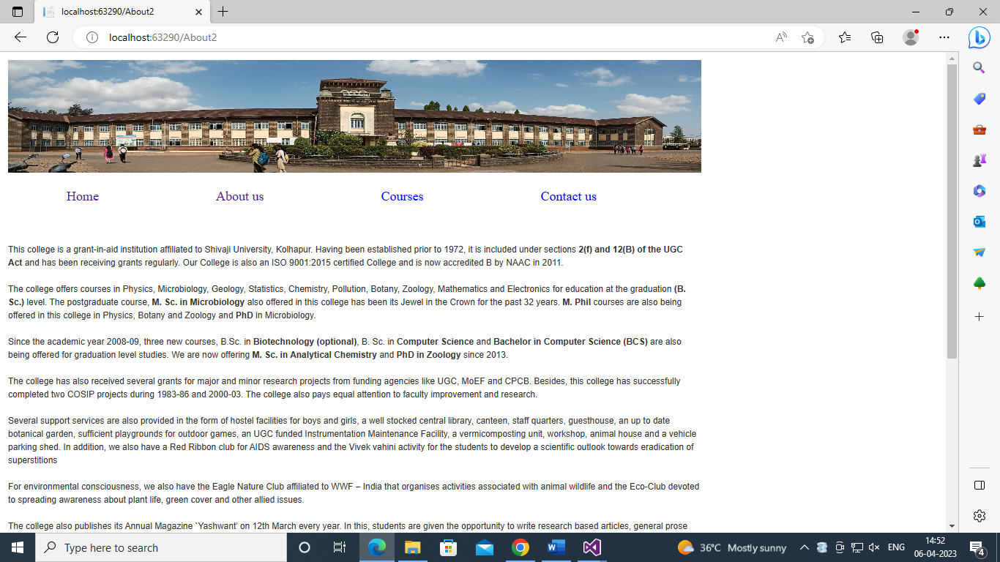 localhost:63290/About2
localhost:63290/About2
Home About us Courses Contact us
This college is a grant-in-aid institution affiliated to Shivaji University, Kolhapur. Having been established prior to 1972, it is included under sections 2(f) and 12(B) of the UGC
Act and has been receiving grants regularly. Our College is also an ISO 9001:2015 certified College and is now accredited B by NAAC in 2011.
The college offers courses in Physics, Microbiology, Geology, Statistics, Chemistry, Pollution, Botany, Zoology, Mathematics and Electronics for education at the graduation (B.
Sc.) level. The postgraduate course, M. Sc. in Microbiology also offered in this college has been its Jewel in the Crown for the past 32 years. M. Phil courses are also being
offered in this college in Physics, Botany and Zoology and PhD in Microbiology.
Since the academic year 2008-09, three new courses, B.Sc. in Biotechnology (optional), B. Sc. in Computer Science and Bachelor in Computer Science (BCS) are also
being offered for graduation level studies. We are now offering M. Sc. in Analytical Chemistry and PhD in Zoology since 2013.
The college has also received several grants for major and minor research projects from funding agencies like UGC, MoEF and CPCB. Besides, this college has successfully
completed two COSIP projects during 1983-86 and 2000-03. The college also pays equal attention to faculty improvement and research.
Several support services are also provided in the form of hostel facilities for boys and girls, a well stocked central library, canteen, staff quarters, guesthouse, an up to date
botanical garden, sufficient playgrounds for outdoor games, an UGC funded Instrumentation Maintenance Facility, a vermicomposting unit, workshop, animal house and a vehicle
parking shed. In addition, we also have a Red Ribbon club for AIDS awareness and the Vivek vahini activity for the students to develop a scientific outlook towards eradication of
superstitions
For environmental consciousness, we also have the Eagle Nature Club affiliated to WWF – India that organises activities associated with animal wildlife and the Eco-Club devoted
to spreading awareness about plant life, green cover and other allied issues.
The college also publishes its Annual Magazine `Yashwant’ on 12th March every year. In this, students are given the opportunity to write research based articles, general prose
Type here to search
36°C Mostly sunny
ENG
14:52
06-04-2023
4